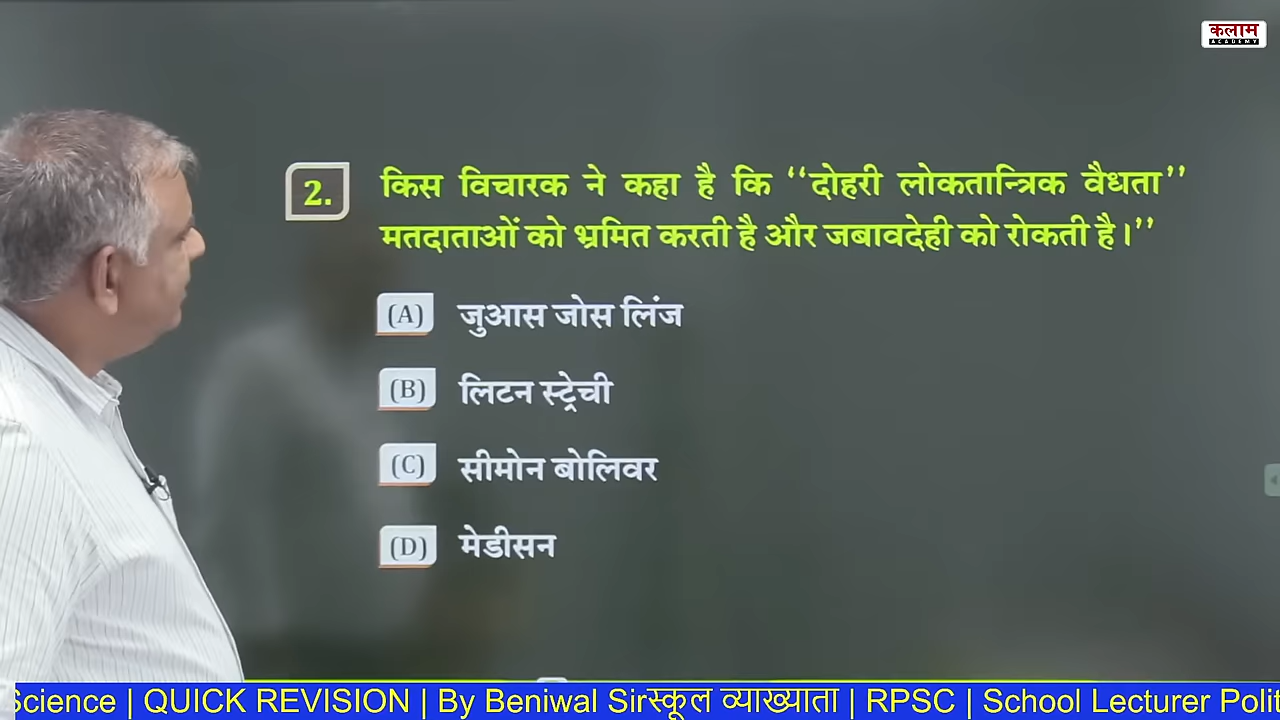 कलाम
ACADEMY
2. किस विचारक ने कहा है कि ‘‘दोहरी लोकतान्त्रिक वैधता’’
मतदाताओं को भ्रमित करती है और जबावदेही को रोकती है।’’
(A) जुआस जोस लिंज
(B) लिटन स्ट्रेची
(C) सीमोन बोलिवर
(D) मेडीसन
Science | QUICK REVISION | By Beniwal Sirस्कूल व्याख्याता | RPSC | School Lecturer Polit